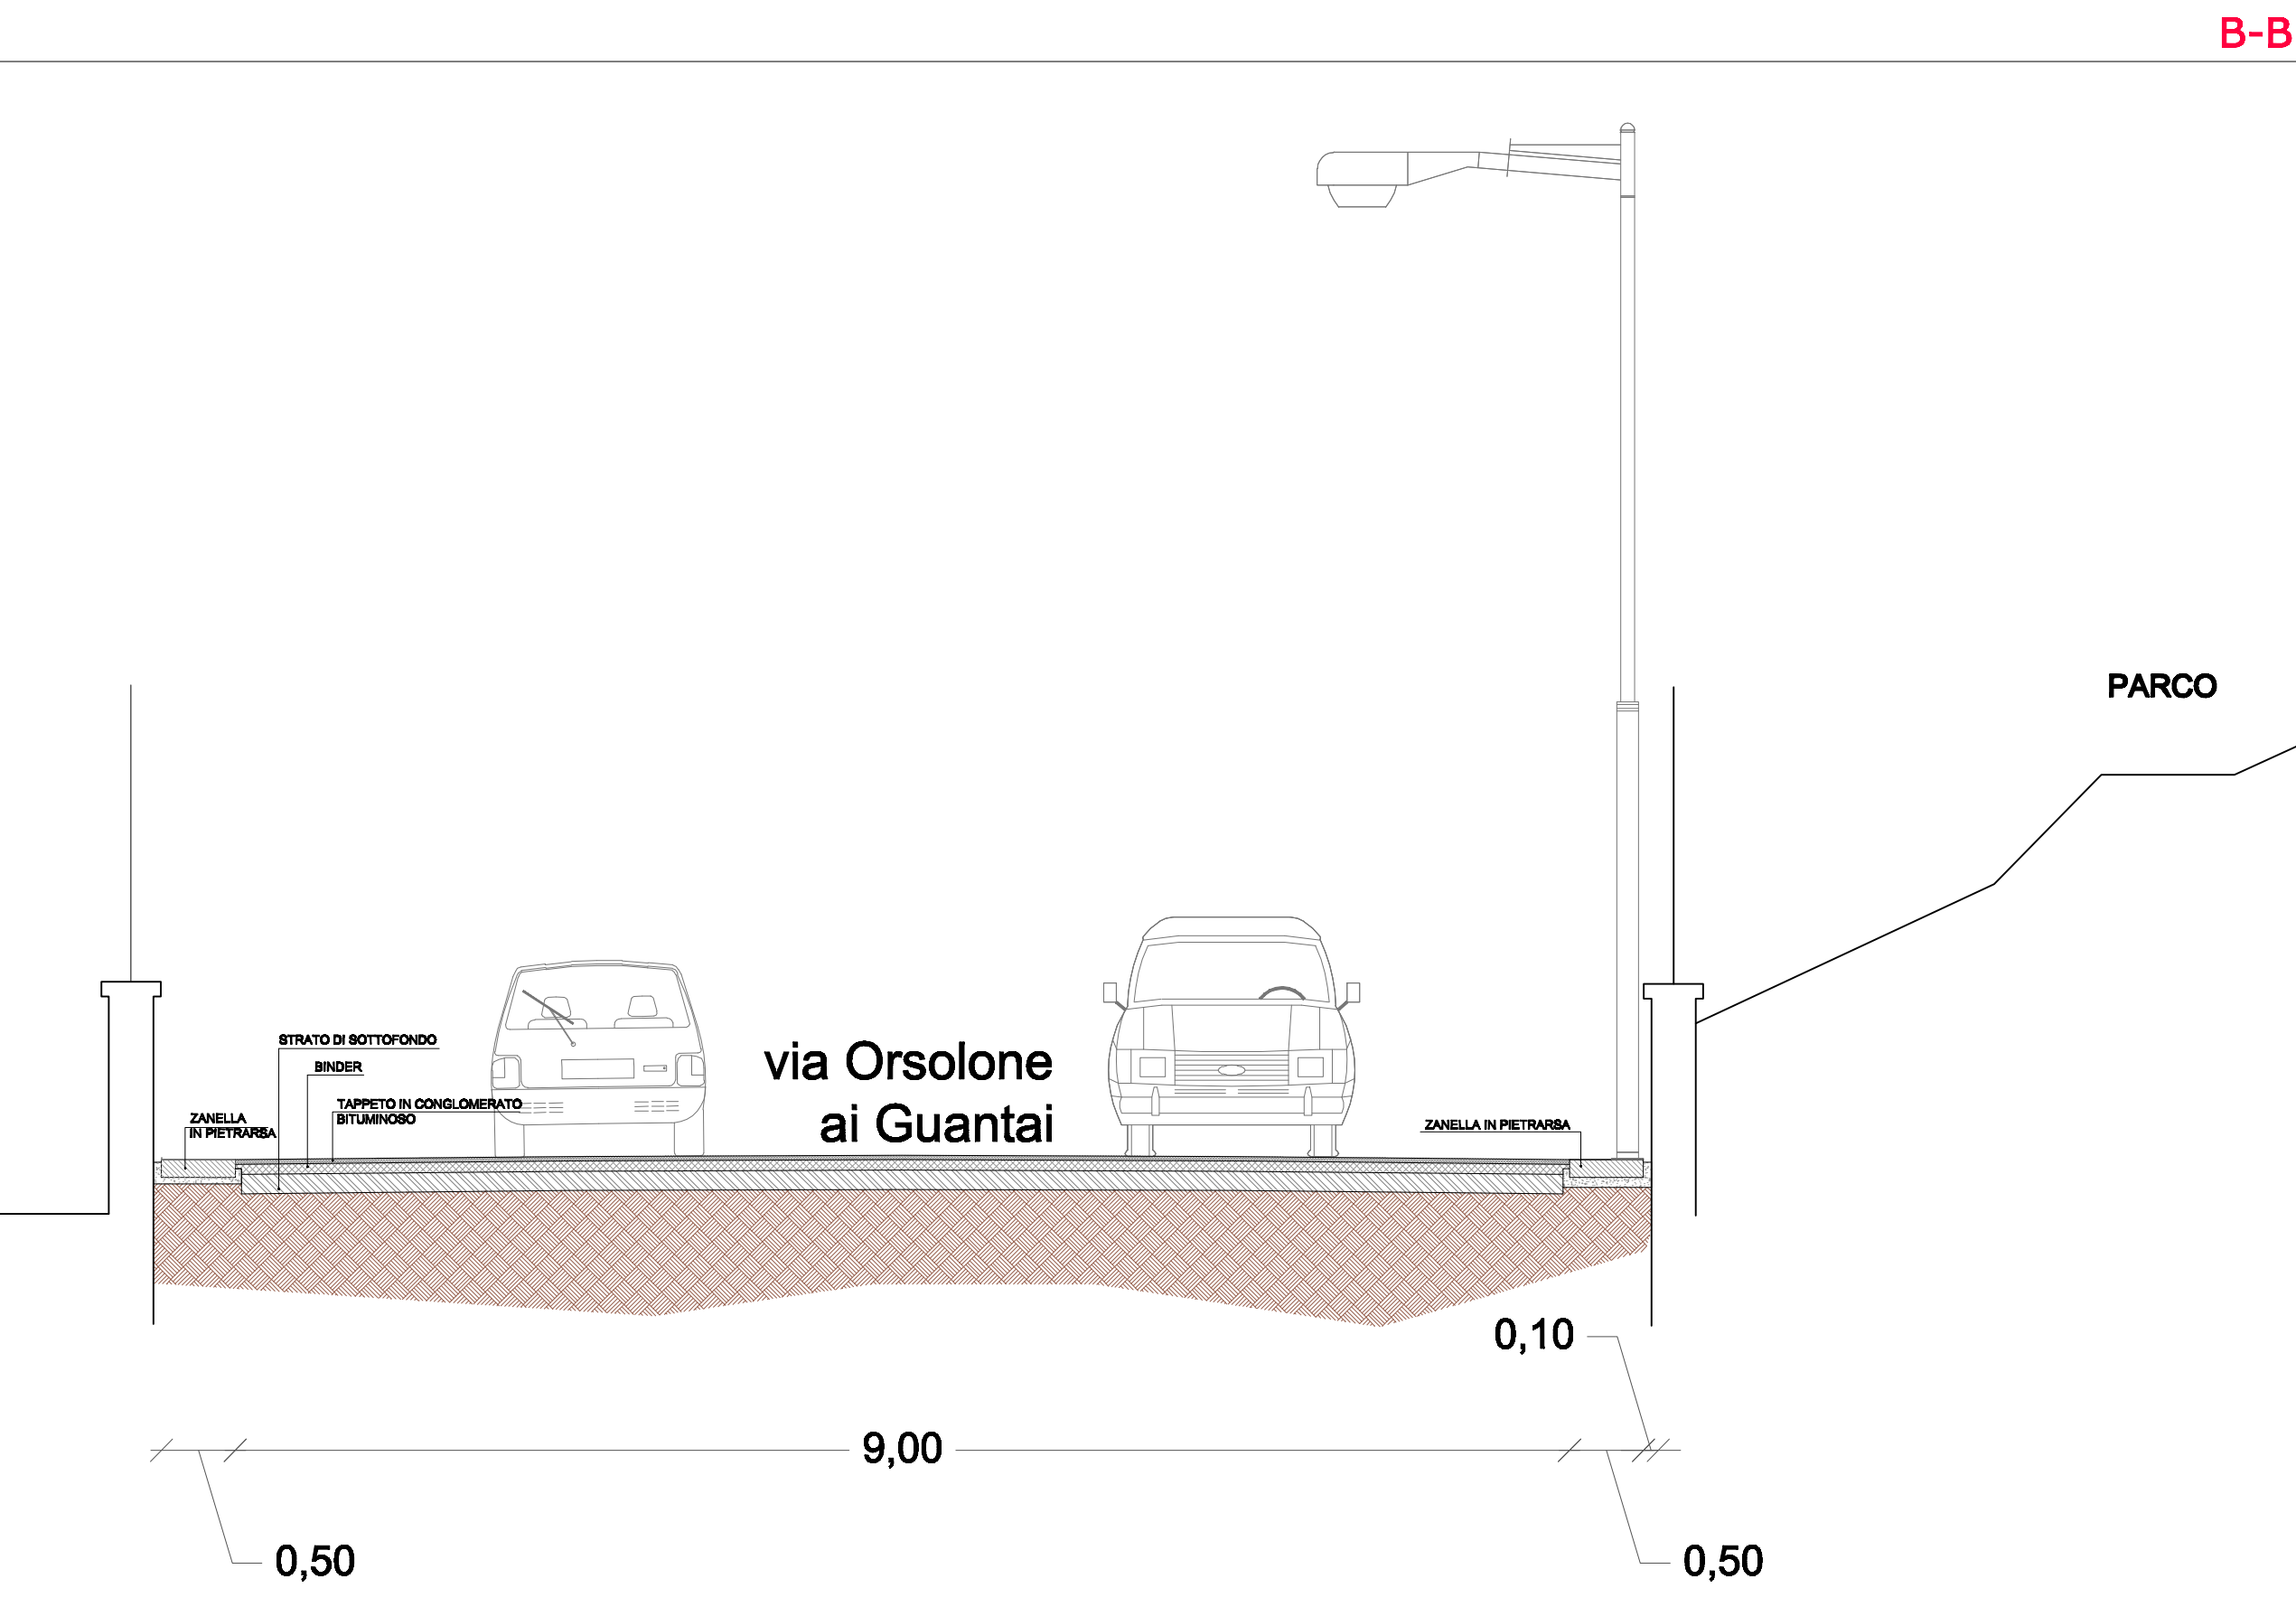 B-B
PARCO
STRATO DI SOTTOFONDO
BINDER
TAPPETO IN CONGLOMERATO
BITUMINOSO
ZANELLA
IN PIETRARSA
via Orsolone
ai Guantai
ZANELLA IN PIETRARSA
0,10
9,00
0,50
0,50